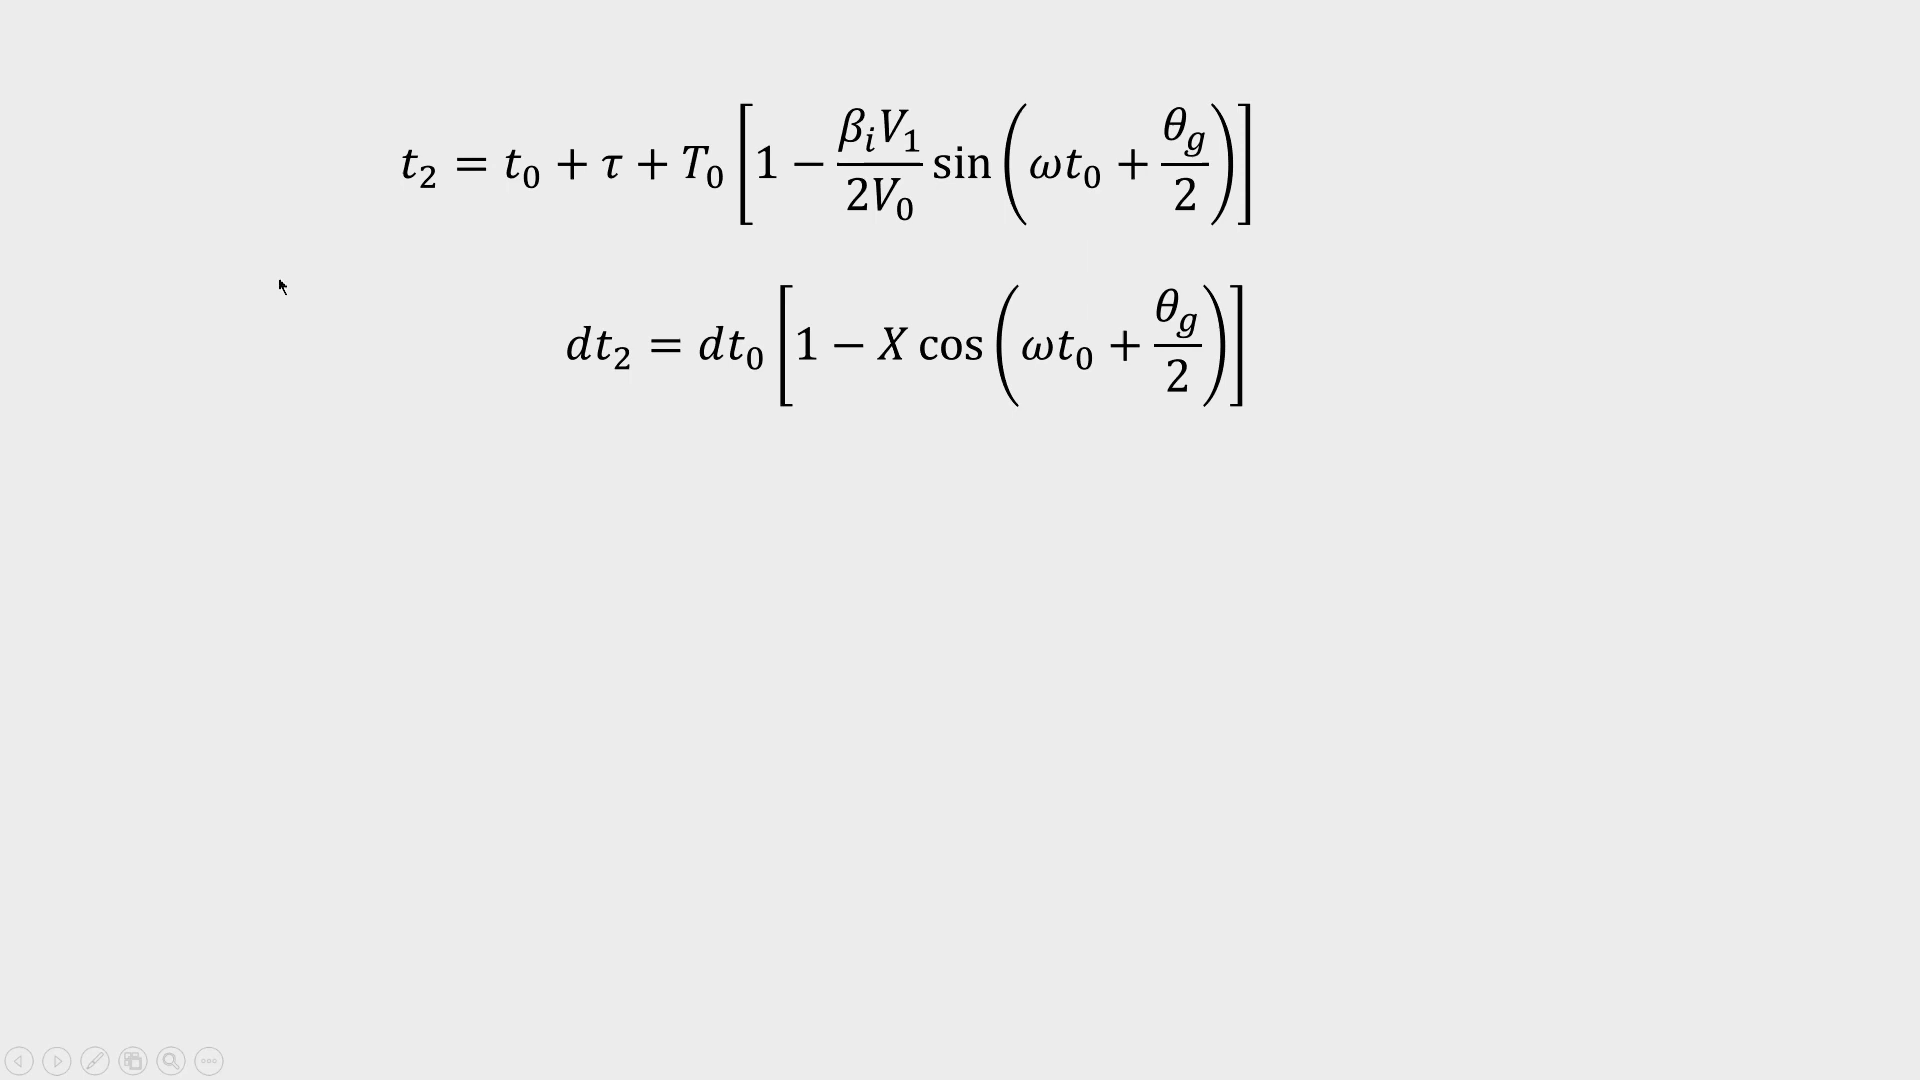 t₂ = t₀ + τ + T₀ [1 − (βᵢV₁)/(2V₀) sin (ωt₀ + θ_g/2)]
dt₂ = dt₀ [1 − X cos (ωt₀ + θ_g/2)]